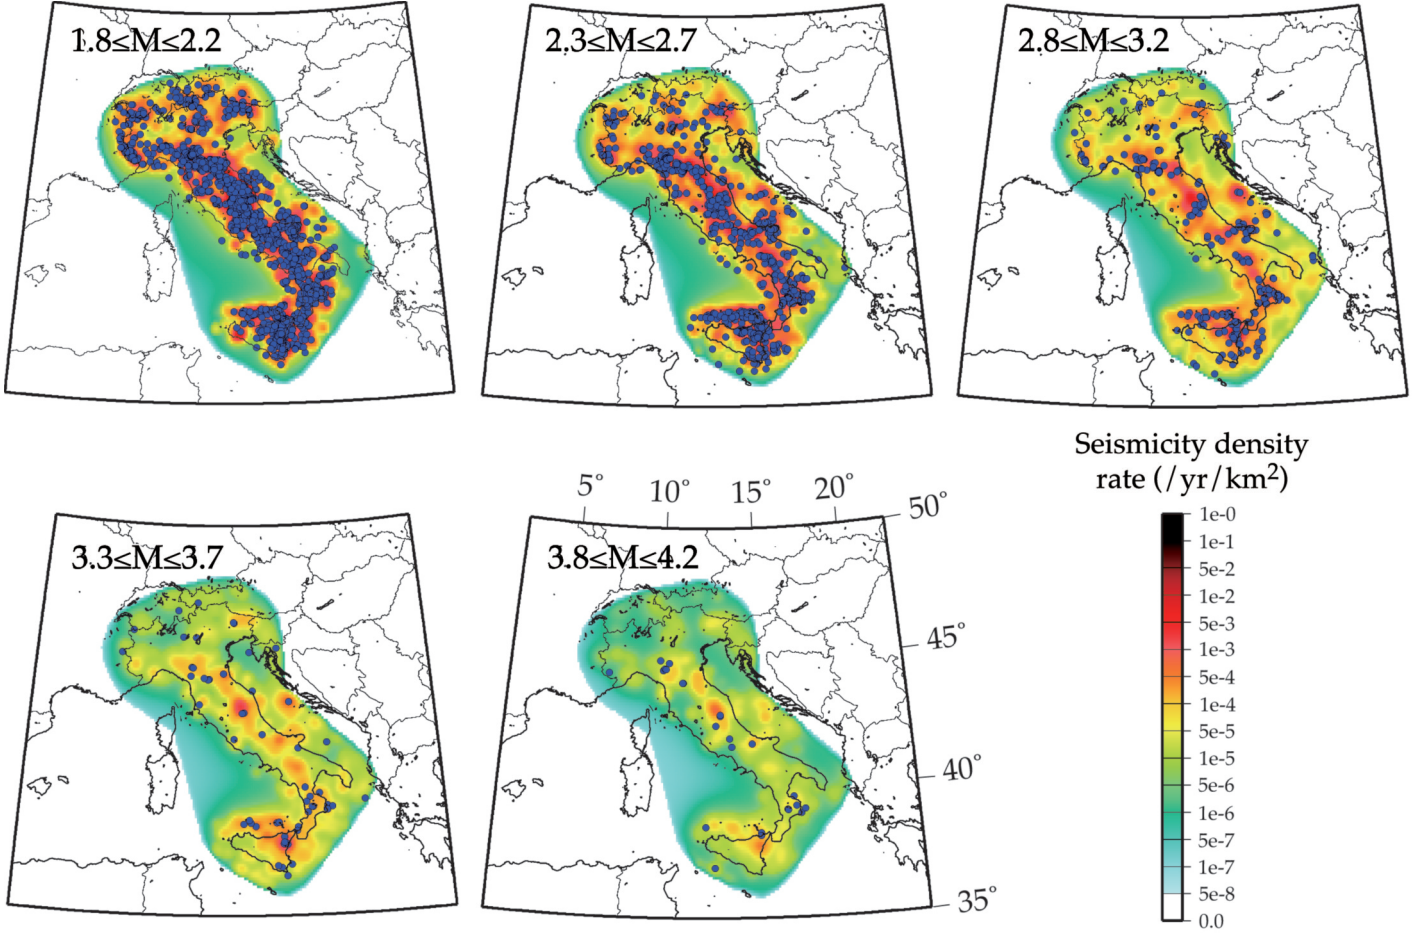 1.8≤M≤2.2
2.3≤M≤2.7
2.8≤M≤3.2
3.3≤M≤3.7
3.8≤M≤4.2
5°
10°
15°
20°
50°
45°
40°
35°
Seismicity density
rate (/yr/km²)
1e-0
1e-1
5e-2
1e-2
5e-3
1e-3
5e-4
1e-4
5e-5
1e-5
5e-6
1e-6
5e-7
1e-7
5e-8
0.0